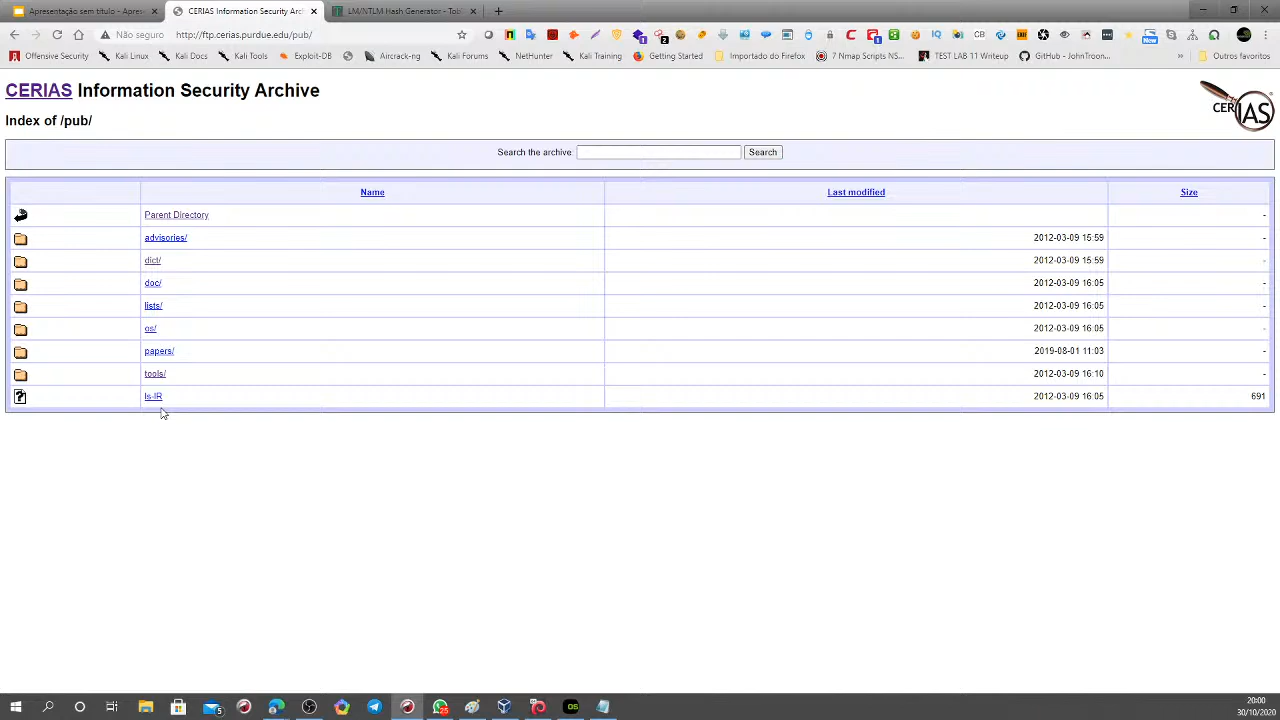 Apresentação sem título - Apres
CERIAS Information Security Arch
LM/NTLM Hash Generator - Tob
Não seguro
http://ftp.cerias.purdue.edu/pub/
Offensive Security
Kali Linux
Kali Docs
Kali Tools
Exploit-DB
Aircrack-ng
Kali Forums
NetHunter
Kali Training
Getting Started
Importado do Firefox
7 Nmap Scripts NS...
TEST LAB 11 Writeup
GitHub - JohnTroon...
Outros favoritos
CERIAS Information Security Archive
CERIAS
Index of /pub/
Search the archive
Search
Name Last modified Size
Parent Directory -
advisories/ 2012-03-09 15:59 -
dict/ 2012-03-09 15:59 -
doc/ 2012-03-09 16:05 -
lists/ 2012-03-09 16:05 -
os/ 2012-03-09 16:05 -
papers/ 2019-08-01 11:03 -
tools/ 2012-03-09 16:10 -
ls-lR 2012-03-09 16:05 691
20:00
30/10/2020